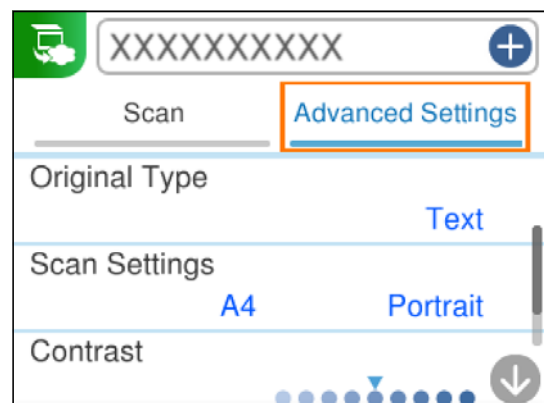 XXXXXXXXXX
Scan Advanced Settings
Original Type
Text
Scan Settings
A4 Portrait
Contrast